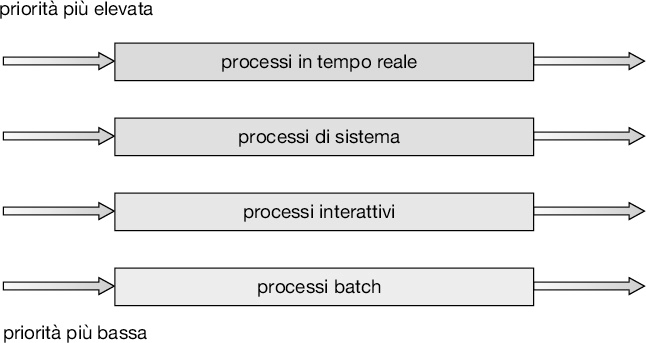 priorità più elevata
processi in tempo reale
processi di sistema
processi interattivi
processi batch
priorità più bassa